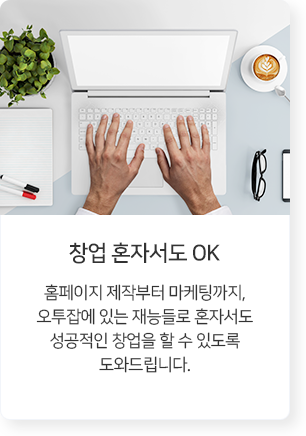 창업 혼자서도 OK
홈페이지 제작부터 마케팅까지,
오투잡에 있는 재능들로 혼자서도
성공적인 창업을 할 수 있도록
도와드립니다.